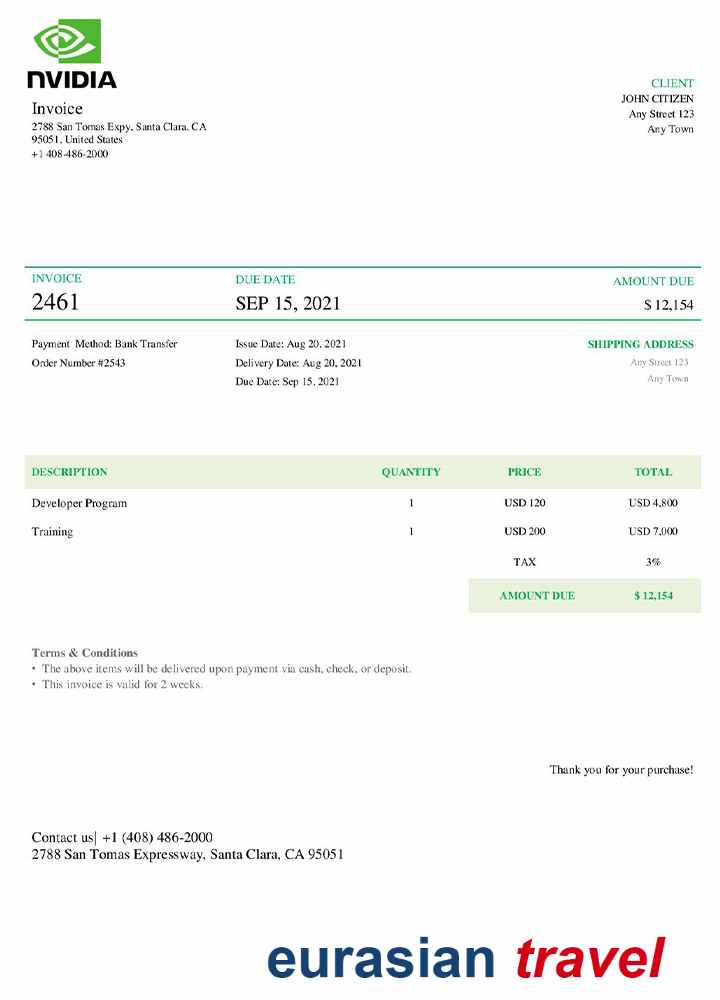 NVIDIA
Invoice
2788 San Tomas Expy, Santa Clara, CA
95051, United States
+1 408-486-2000
CLIENT
JOHN CITIZEN
Any Street 123
Any Town
INVOICE DUE DATE AMOUNT DUE
2461 SEP 15, 2021 $ 12,154
Payment Method: Bank Transfer Issue Date: Aug 20, 2021 SHIPPING ADDRESS
Order Number #2543 Delivery Date: Aug 20, 2021 Any Street 123
Due Date: Sep 15, 2021 Any Town
DESCRIPTION QUANTITY PRICE TOTAL
Developer Program 1 USD 120 USD 4,800
Training 1 USD 200 USD 7,000
TAX 3%
AMOUNT DUE $ 12,154
Terms & Conditions
• The above items will be delivered upon payment via cash, check, or deposit.
• This invoice is valid for 2 weeks.
Thank you for your purchase!
Contact us| +1 (408) 486-2000
2788 San Tomas Expressway, Santa Clara, CA 95051
eurasian travel